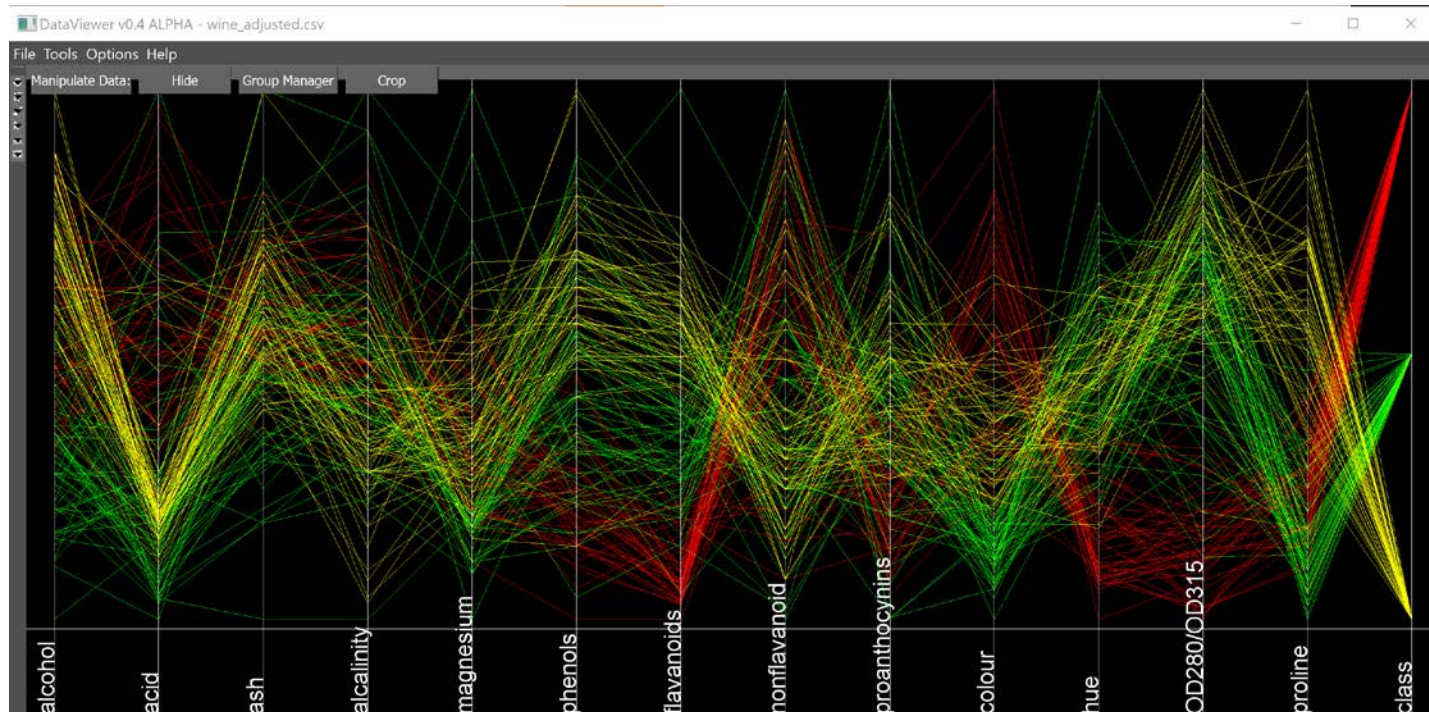 DataViewer v0.4 ALPHA - wine_adjusted.csv
File Tools Options Help
Manipulate Data: Hide Group Manager Crop
alcohol
acid
ash
alcalinity
magnesium
phenols
flavanoids
nonflavanoid
proanthocynins
colour
hue
OD280/OD315
proline
class